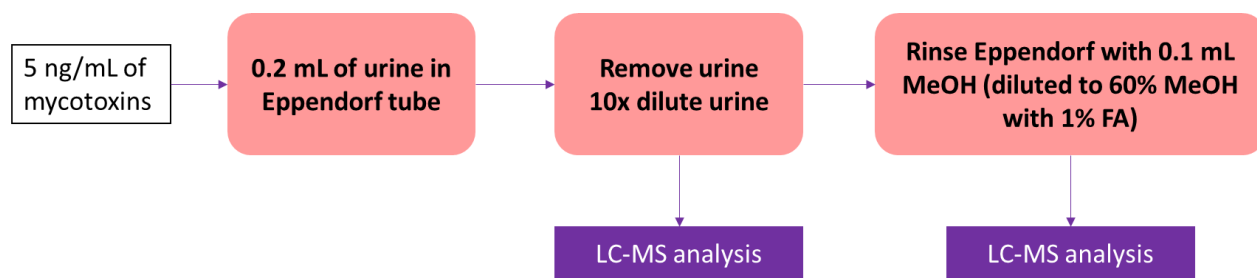 5 ng/mL of
mycotoxins
0.2 mL of urine in
Eppendorf tube
Remove urine
10x dilute urine
Rinse Eppendorf with 0.1 mL
MeOH (diluted to 60% MeOH
with 1% FA)
LC-MS analysis
LC-MS analysis